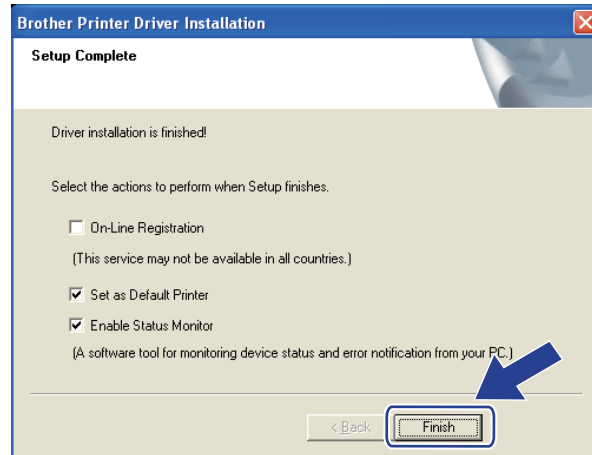 Brother Printer Driver Installation
Setup Complete
Driver installation is finished!
Select the actions to perform when Setup finishes.
On-Line Registration
(This service may not be available in all countries.)
Set as Default Printer
Enable Status Monitor
(A software tool for monitoring device status and error notification from your PC.)
< Back Finish